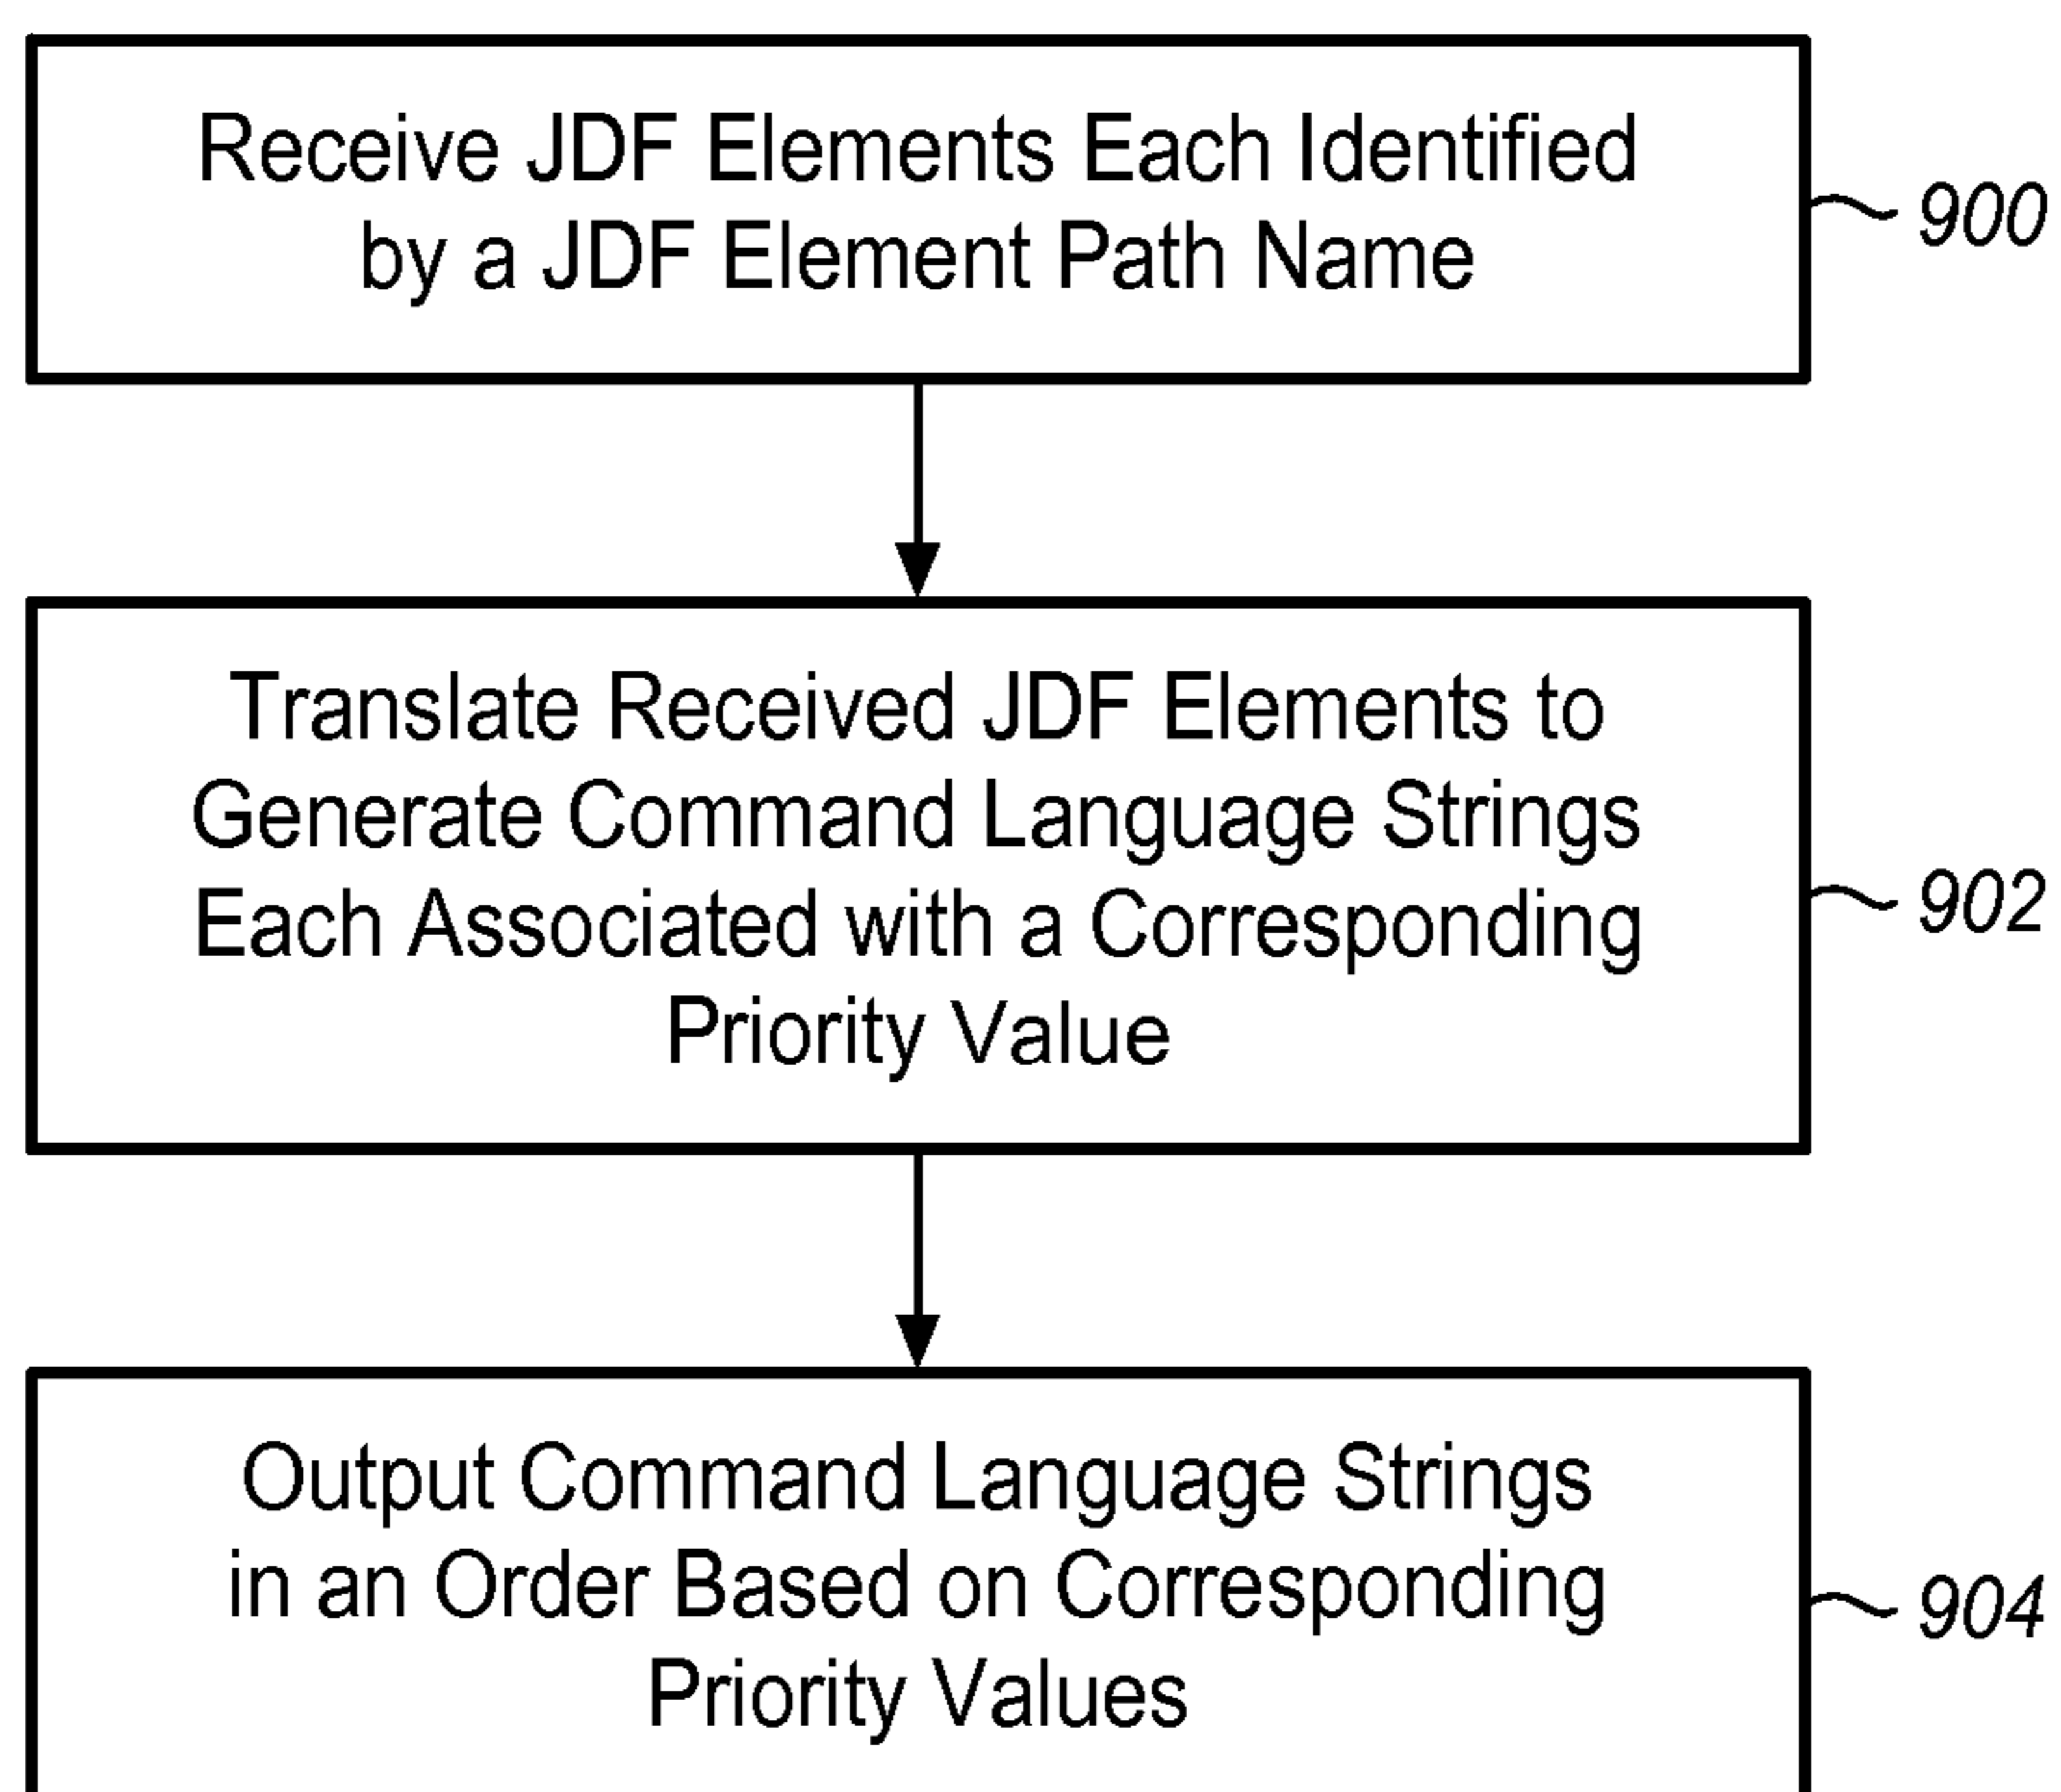 Receive JDF Elements Each Identified
by a JDF Element Path Name
900
Translate Received JDF Elements to
Generate Command Language Strings
Each Associated with a Corresponding
Priority Value
902
Output Command Language Strings
in an Order Based on Corresponding
Priority Values
904